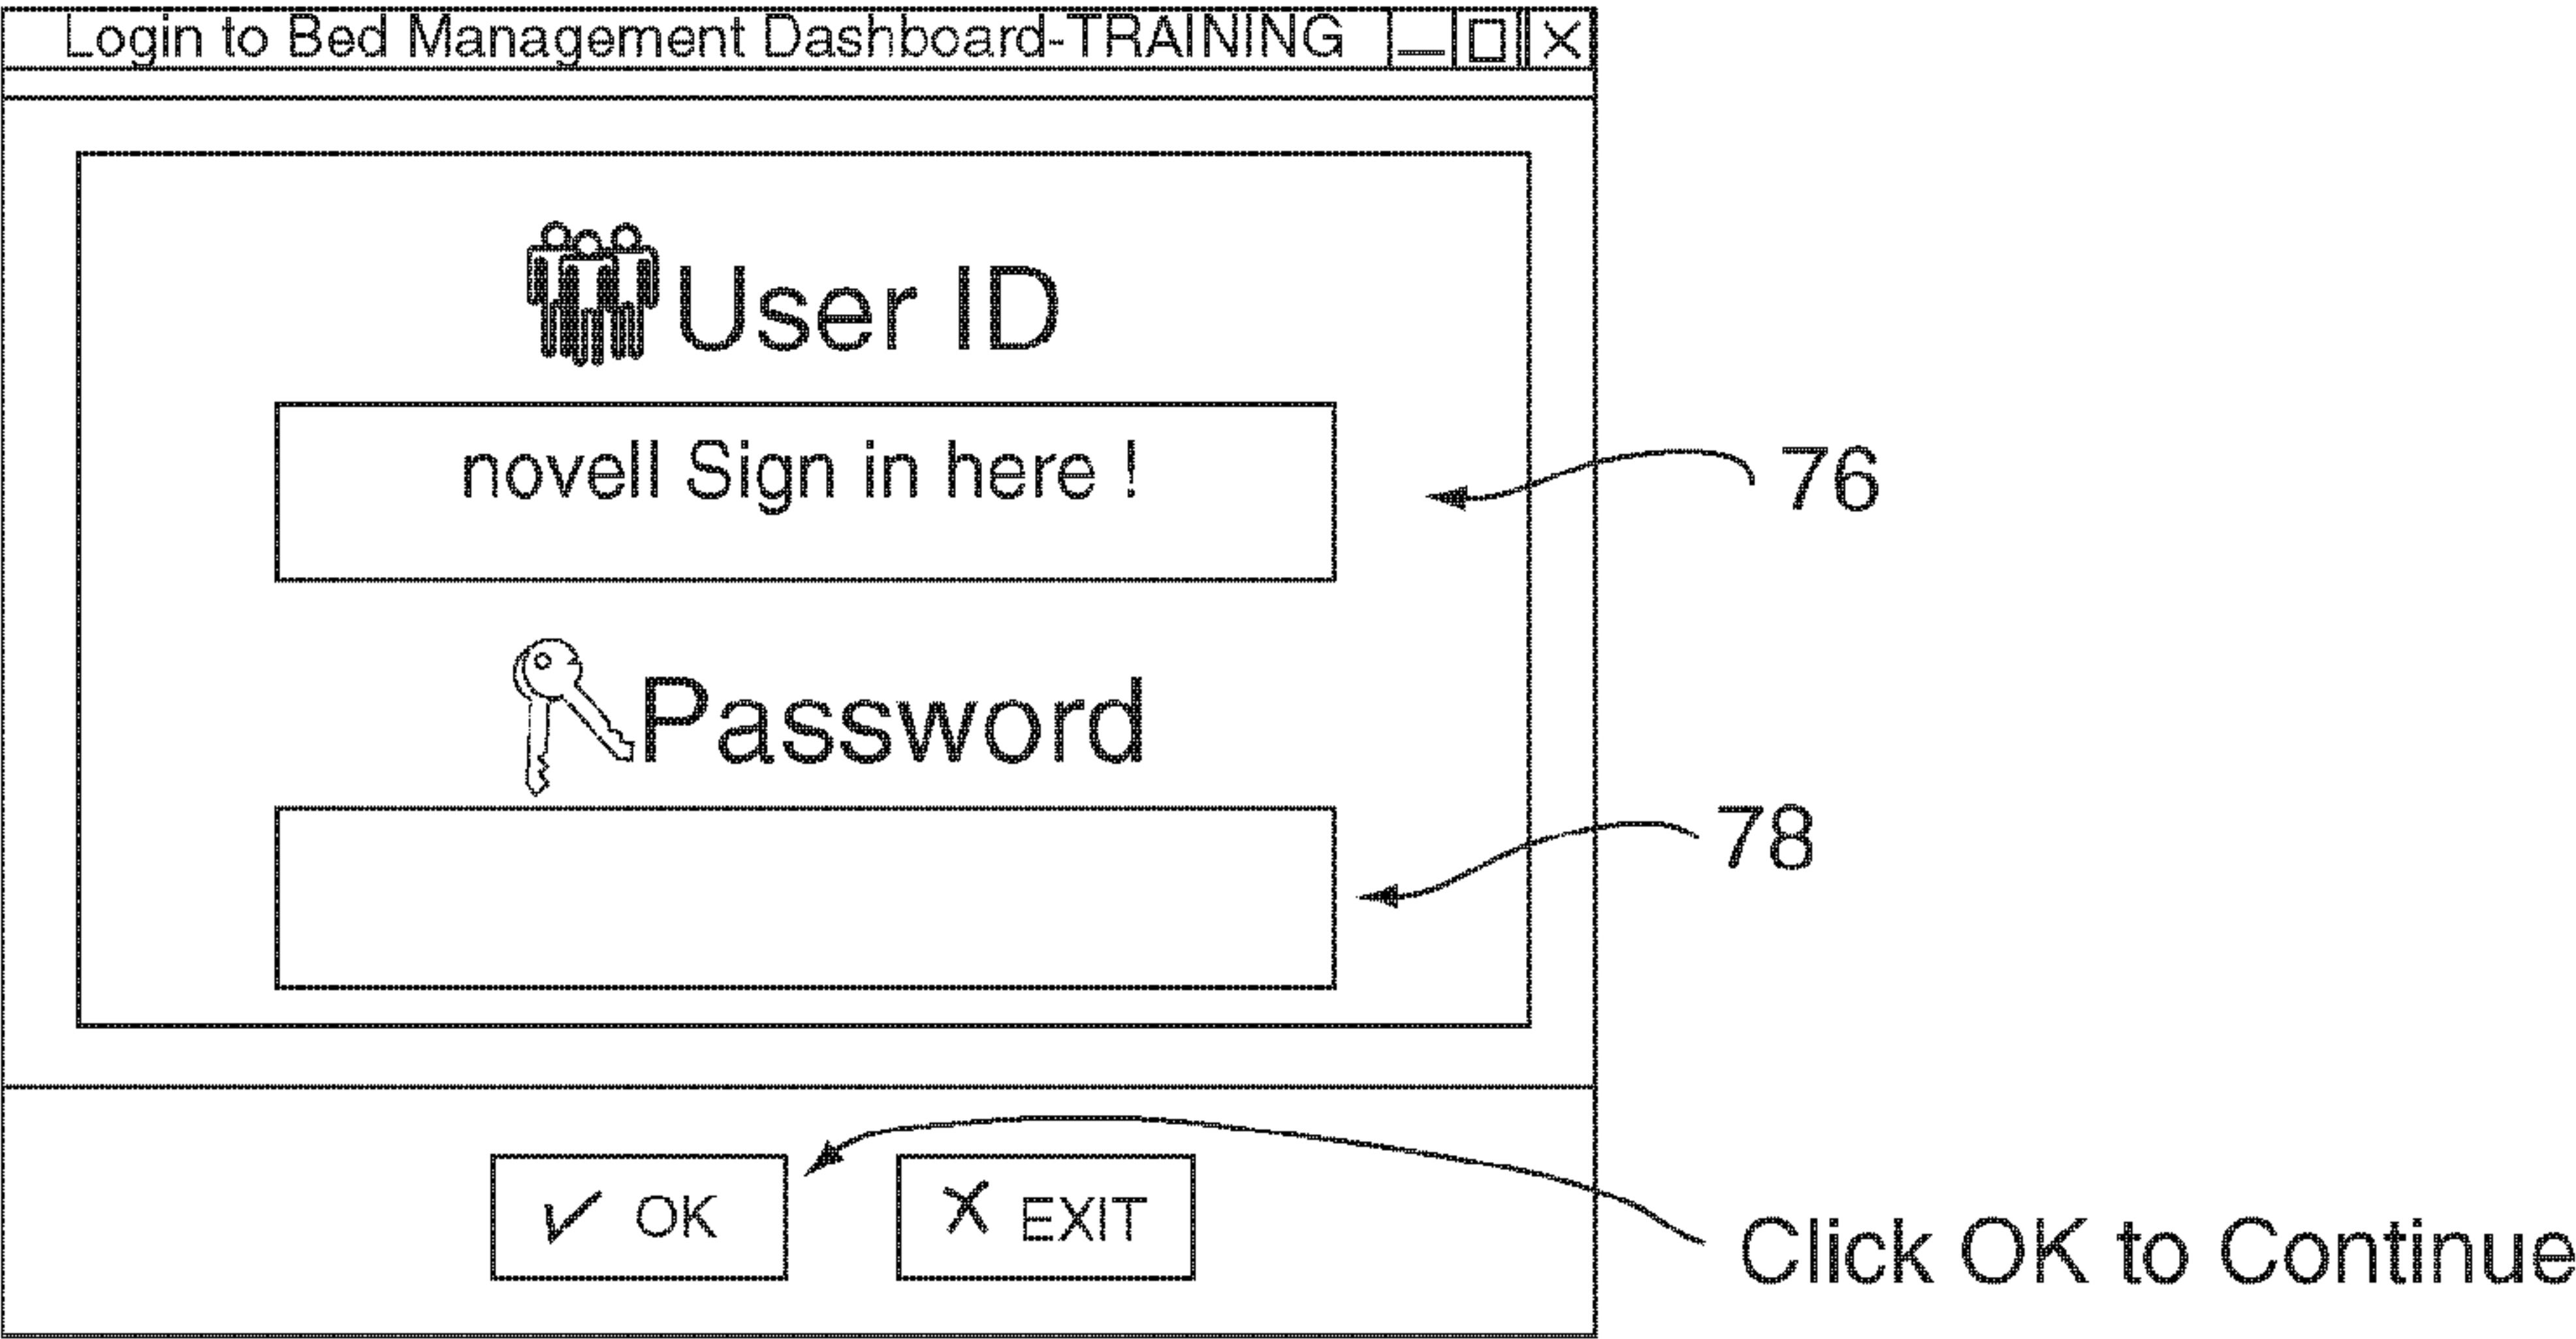 Login to Bed Management Dashboard-TRAINING
User ID
novell Sign in here !
76
Password
78
OK
EXIT
Click OK to Continue